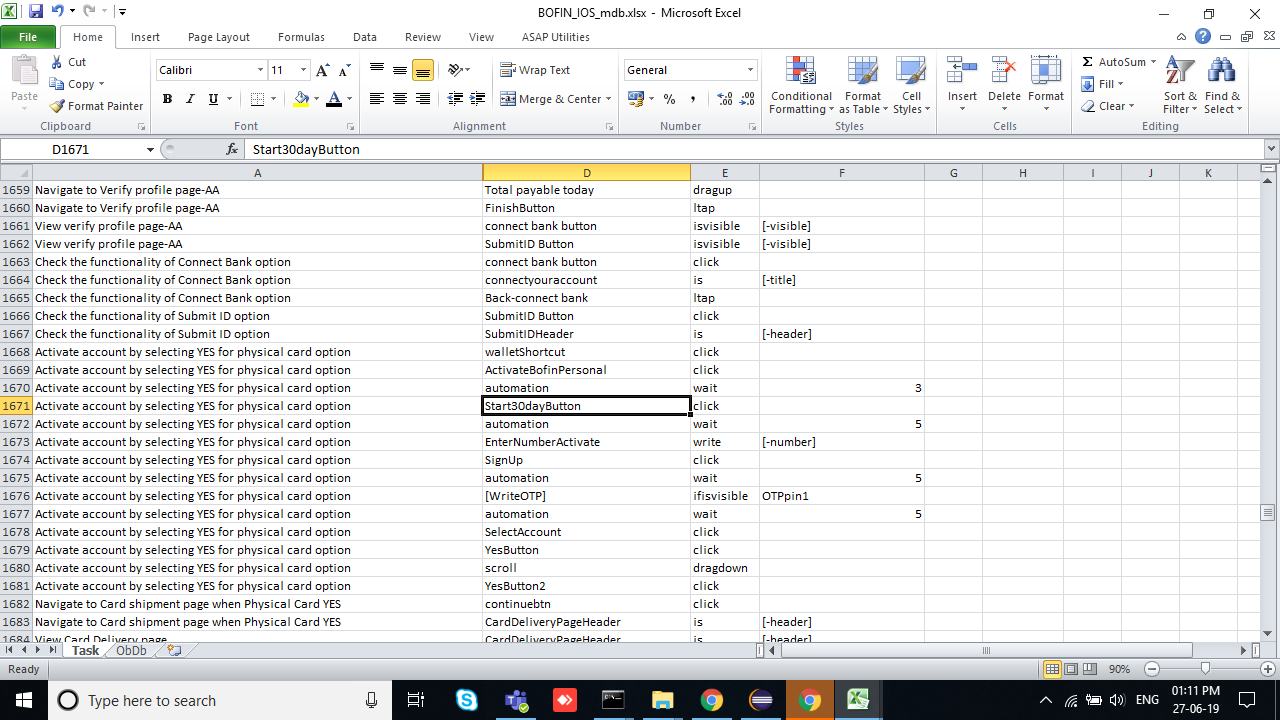 BOFIN_IOS_mdb.xlsx - Microsoft Excel
File Home Insert Page Layout Formulas Data Review View ASAP Utilities
Paste Cut Copy Format Painter Clipboard
Calibri 11 B I U A A A Font
Wrap Text Merge & Center Alignment
General % , .00 .00 Number
Conditional Formatting Format as Table Cell Styles Styles
Insert Delete Format Cells
Σ AutoSum Fill Clear Sort & Filter Find & Select Editing
D1671 fx Start30dayButton
A D E F G H I J K
1659 Navigate to Verify profile page-AA Total payable today dragup
1660 Navigate to Verify profile page-AA FinishButton ltap
1661 View verify profile page-AA connect bank button isvisible [-visible]
1662 View verify profile page-AA SubmitID Button isvisible [-visible]
1663 Check the functionality of Connect Bank option connect bank button click
1664 Check the functionality of Connect Bank option connectyouraccount is [-title]
1665 Check the functionality of Connect Bank option Back-connect bank ltap
1666 Check the functionality of Submit ID option SubmitID Button click
1667 Check the functionality of Submit ID option SubmitIDHeader is [-header]
1668 Activate account by selecting YES for physical card option walletShortcut click
1669 Activate account by selecting YES for physical card option ActivateBofinPersonal click
1670 Activate account by selecting YES for physical card option automation wait 3
1671 Activate account by selecting YES for physical card option Start30dayButton click
1672 Activate account by selecting YES for physical card option automation wait 5
1673 Activate account by selecting YES for physical card option EnterNumberActivate write [-number]
1674 Activate account by selecting YES for physical card option SignUp click
1675 Activate account by selecting YES for physical card option automation wait 5
1676 Activate account by selecting YES for physical card option [WriteOTP] ifisvisible OTPpin1
1677 Activate account by selecting YES for physical card option automation wait 5
1678 Activate account by selecting YES for physical card option SelectAccount click
1679 Activate account by selecting YES for physical card option YesButton click
1680 Activate account by selecting YES for physical card option scroll dragdown
1681 Activate account by selecting YES for physical card option YesButton2 click
1682 Navigate to Card shipment page when Physical Card YES continuebtn click
1683 Navigate to Card shipment page when Physical Card YES CardDeliveryPageHeader is [-header]
1684 View Card Delivery page CardDeliveryPageHeader is [-header]
Task ObDb
Ready 90%
Type here to search ENG 01:11 PM
27-06-19